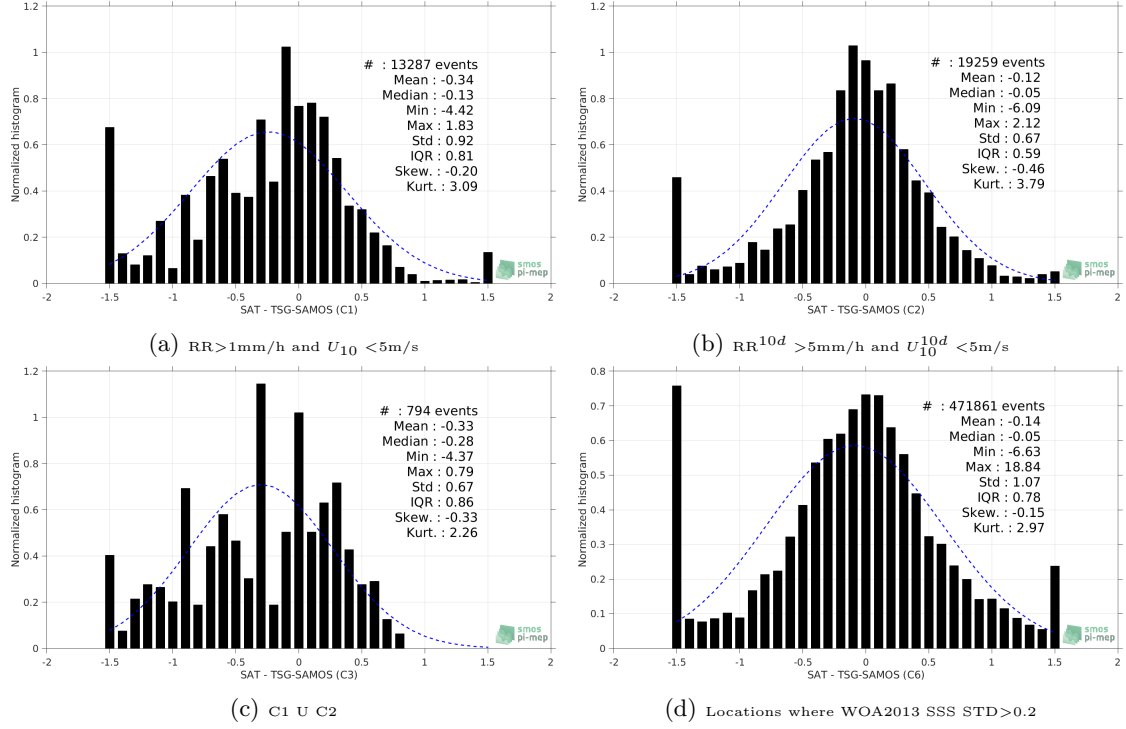 1.4
1.2
1
0.8
0.6
0.4
0.2
0
-2
-1.5
-1
-0.5
0
0.5
1
1.5
2
Normalized histogram
SAT - TSG-SAMOS (C1)
# : 13287 events
Mean : -0.34
Median : -0.13
Min : -4.42
Max : 1.83
Std : 0.92
IQR : 0.81
Skew. : -0.20
Kurt. : 3.09
smos
pi-mep
(a) RR>1mm/h and U10 <5m/s
1.2
1
0.8
0.6
0.4
0.2
0
-2
-1.5
-1
-0.5
0
0.5
1
1.5
2
Normalized histogram
SAT - TSG-SAMOS (C2)
# : 19259 events
Mean : -0.12
Median : -0.05
Min : -6.09
Max : 2.12
Std : 0.67
IQR : 0.59
Skew. : -0.46
Kurt. : 3.79
smos
pi-mep
(b) RR10d >5mm/h and U10d10 <5m/s
1.2
1
0.8
0.6
0.4
0.2
0
-2
-1.5
-1
-0.5
0
0.5
1
1.5
2
Normalized histogram
SAT - TSG-SAMOS (C3)
# : 794 events
Mean : -0.33
Median : -0.28
Min : -4.37
Max : 0.79
Std : 0.67
IQR : 0.86
Skew. : -0.33
Kurt. : 2.26
smos
pi-mep
(c) C1 U C2
0.8
0.7
0.6
0.5
0.4
0.3
0.2
0.1
0
-2
-1.5
-1
-0.5
0
0.5
1
1.5
2
Normalized histogram
SAT - TSG-SAMOS (C6)
# : 471861 events
Mean : -0.14
Median : -0.05
Min : -6.63
Max : 18.84
Std : 1.07
IQR : 0.78
Skew. : -0.15
Kurt. : 2.97
smos
pi-mep
(d) Locations where WOA2013 SSS STD>0.2